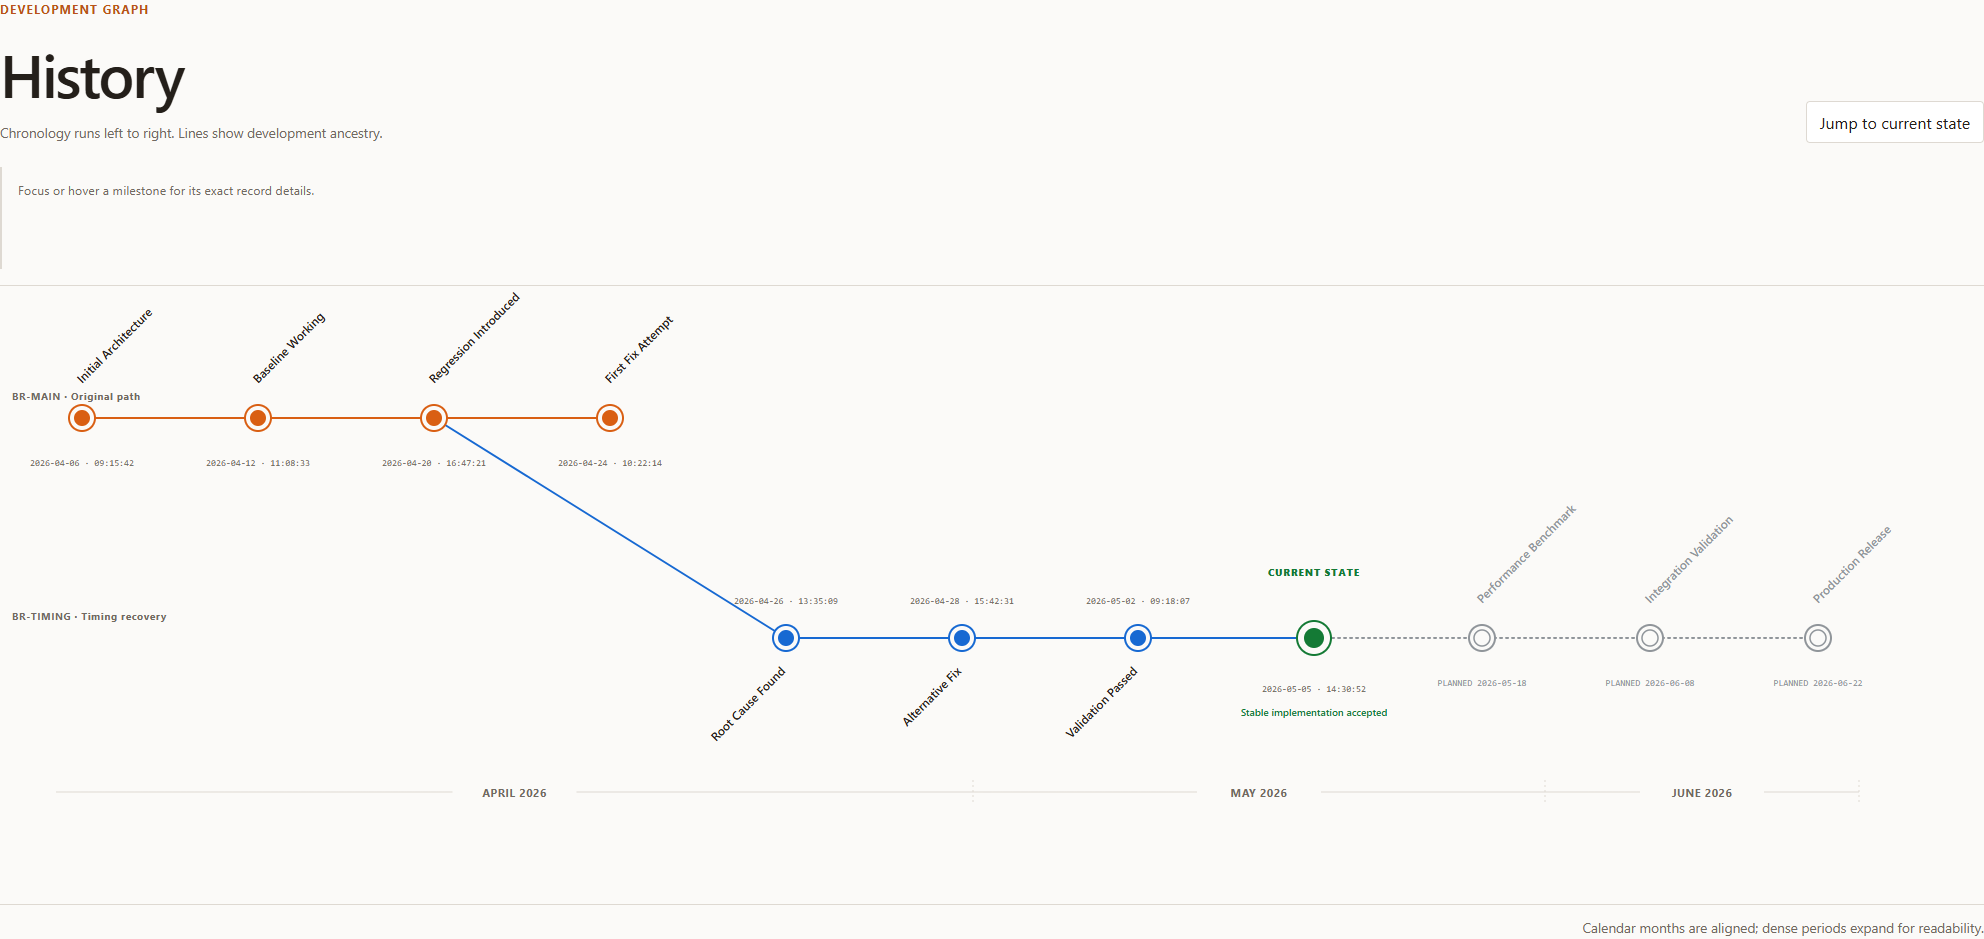 DEVELOPMENT GRAPH
History
Chronology runs left to right. Lines show development ancestry.
Jump to current state
Focus or hover a milestone for its exact record details.
Initial Architecture
Baseline Working
Regression Introduced
First Fix Attempt
BR-MAIN · Original path
2026-04-06 · 09:15:42
2026-04-12 · 11:08:33
2026-04-20 · 16:47:21
2026-04-24 · 10:22:14
Performance Benchmark
Integration Validation
Production Release
CURRENT STATE
2026-04-26 · 13:35:09
2026-04-28 · 15:42:31
2026-05-02 · 09:18:07
BR-TIMING · Timing recovery
Root Cause Found
Alternative Fix
Validation Passed
2026-05-05 · 14:30:52
Stable implementation accepted
PLANNED 2026-05-18
PLANNED 2026-06-08
PLANNED 2026-06-22
APRIL 2026
MAY 2026
JUNE 2026
Calendar months are aligned; dense periods expand for readability.